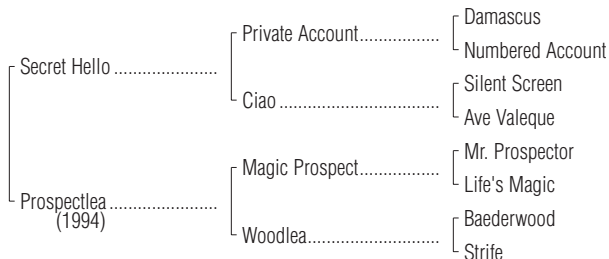 Damascus
Private Account..................
Numbered Account
Secret Hello .......................
Silent Screen
Ciao ....................................
Ave Valeque
Mr. Prospector
Magic Prospect..................
Life's Magic
Prospectlea ........................
(1994)
Baederwood
Woodlea..............................
Strife